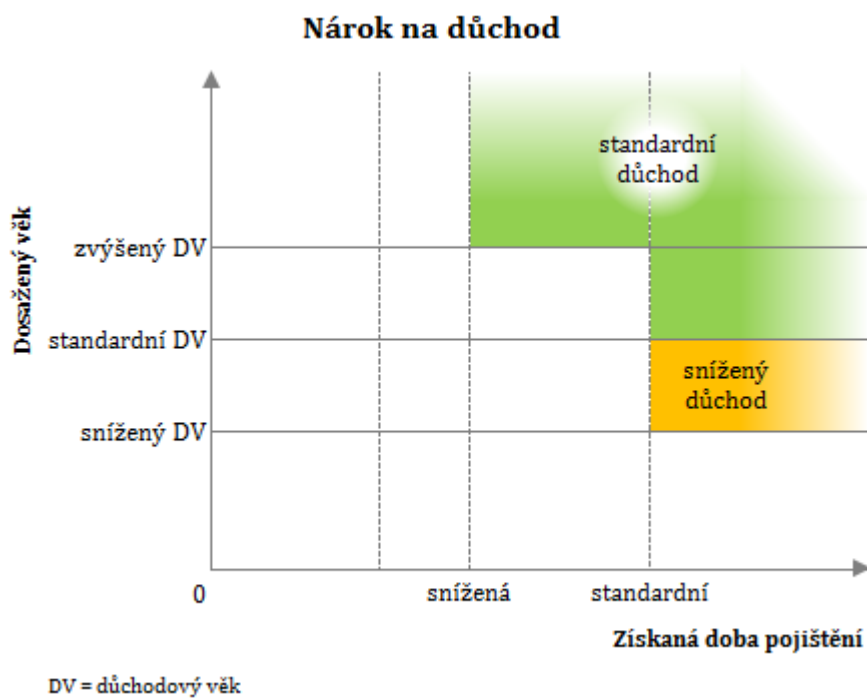 Nárok na důchod
Dosažený věk
standardní
důchod
zvýšený DV
standardní DV
snížený
důchod
snížený DV
0
snížená
standardní
Získaná doba pojištění
DV = důchodový věk